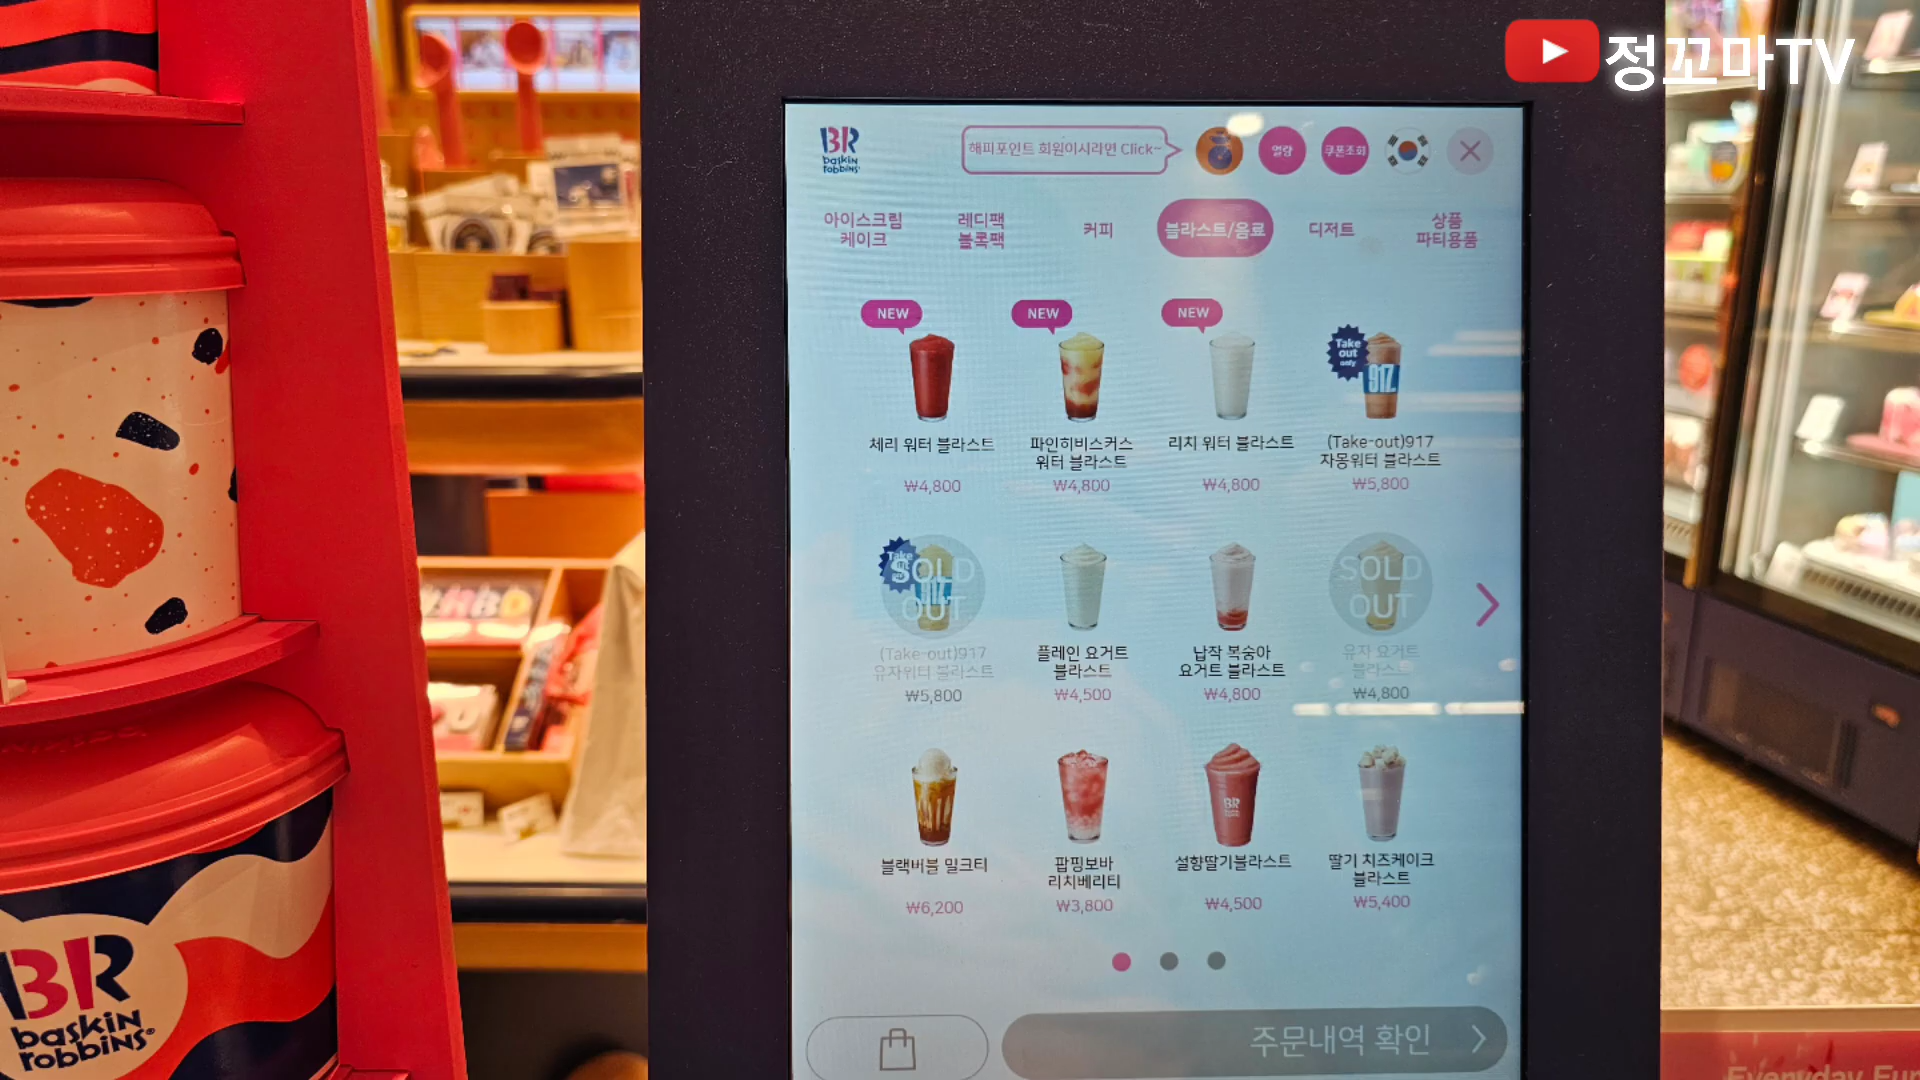 정꼬마TV
BR
baskin
robbins
해피포인트 회원이시라면 Click~
쿠폰조회
아이스크림
케이크
레디팩
블록팩
커피
블라스트/음료
디저트
상품
파티용품
NEW
NEW
NEW
Take
out
only
917.
체리 워터 블라스트
₩4,800
파인히비스커스
워터 블라스트
₩4,800
리치 워터 블라스트
₩4,800
(Take-out)917
자몽워터 블라스트
₩5,800
Take
917
SOLD
OUT
SOLD
OUT
(Take-out)917
유자워터 블라스트
₩5,800
플레인 요거트
블라스트
₩4,500
납작 복숭아
요거트 블라스트
₩4,800
유자 요거트
블라스트
₩4,800
BR
블랙버블 밀크티
₩6,200
팝핑보바
리치베리티
₩3,800
설향딸기블라스트
₩4,500
딸기 치즈케이크
블라스트
₩5,400
주문내역 확인
BR
baskin
robbins®
Everyday Fun